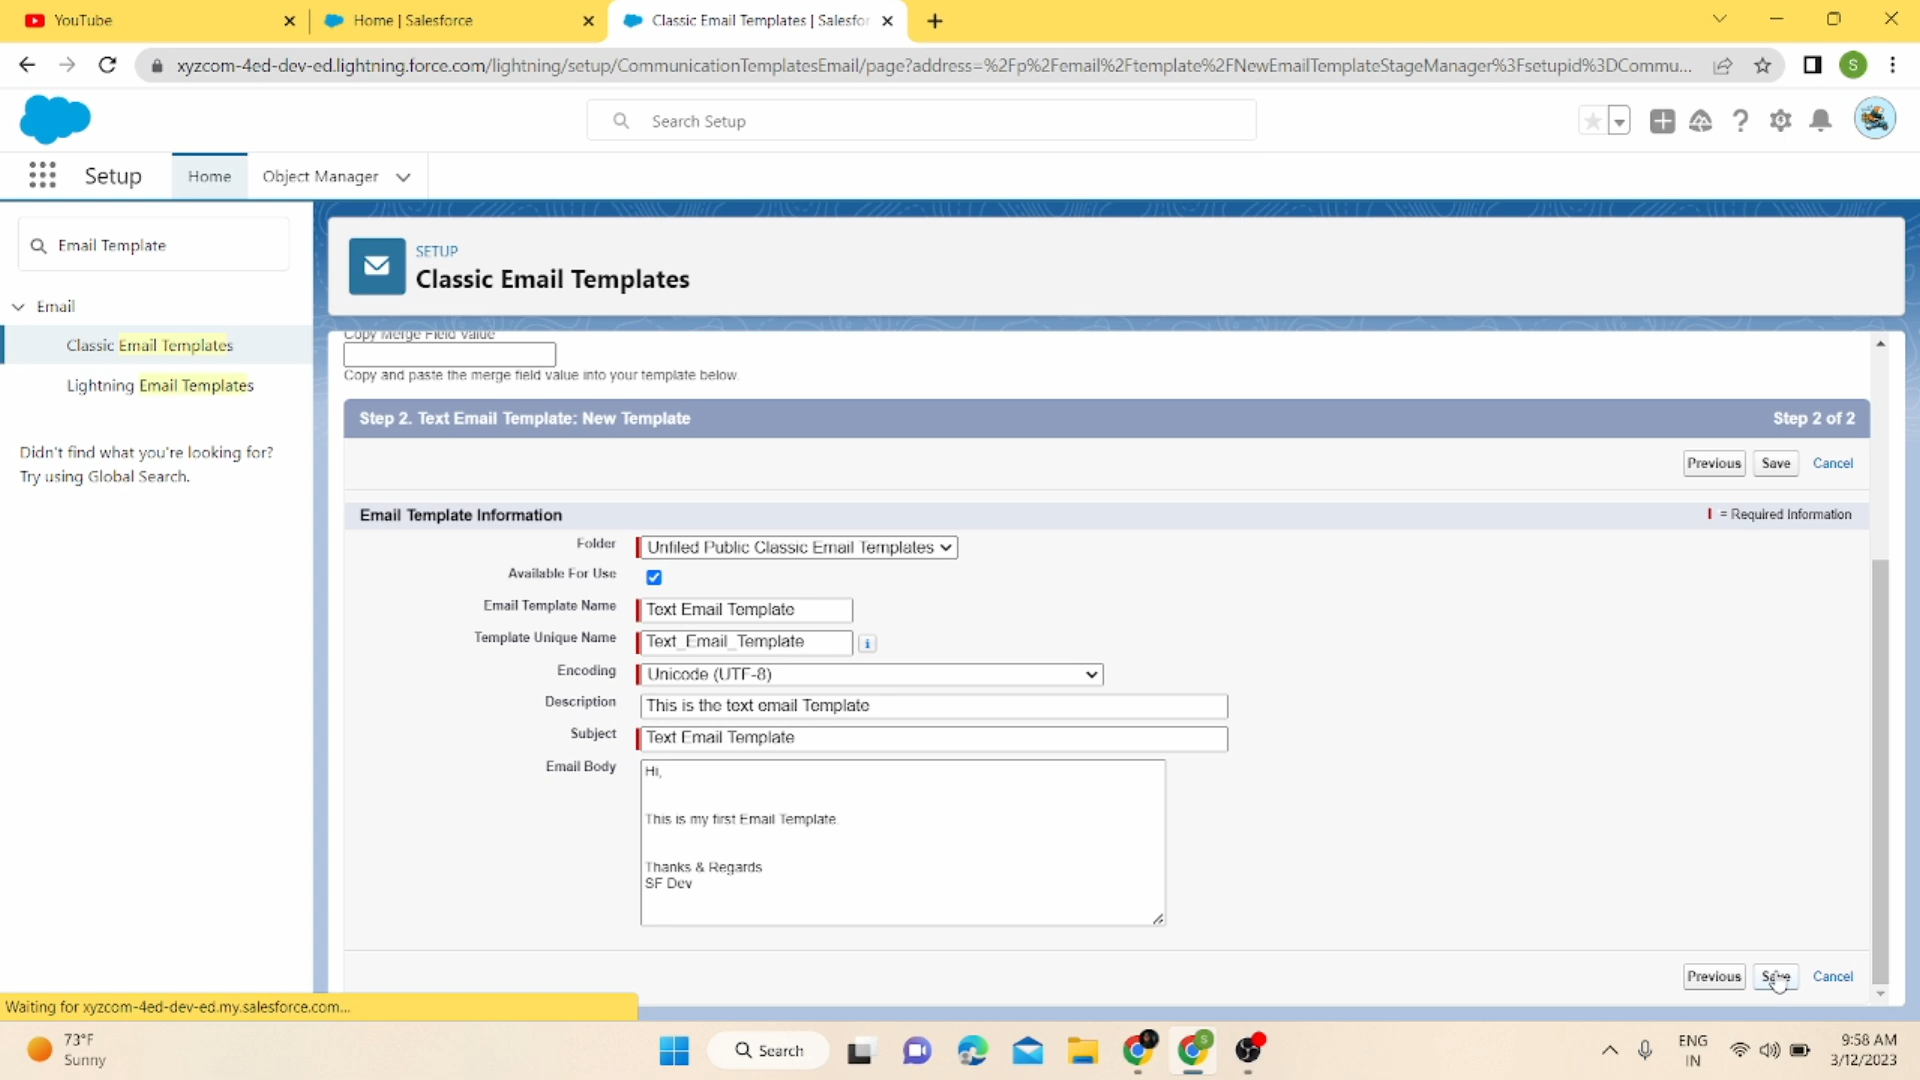 YouTube
Home | Salesforce
Classic Email Templates | Salesfor
xyzcom-4ed-dev-ed.lightning.force.com/lightning/setup/CommunicationTemplatesEmail/page?address=%2Fp%2Femail%2Ftemplate%2FNewEmailTemplateStageManager%3Fsetupid%3DCommu...
S
Search Setup
Setup
Home
Object Manager
Email Template
Email
Classic Email Templates
Lightning Email Templates
Didn't find what you're looking for?
Try using Global Search.
SETUP
Classic Email Templates
Copy Merge Field Value
Copy and paste the merge field value into your template below.
Step 2. Text Email Template: New Template
Step 2 of 2
Previous
Save
Cancel
Email Template Information
= Required Information
Folder
Unfiled Public Classic Email Templates
Available For Use
Email Template Name
Text Email Template
Template Unique Name
Text_Email_Template
i
Encoding
Unicode (UTF-8)
Description
This is the text email Template
Subject
Text Email Template
Email Body
Hi,
This is my first Email Template.
Thanks & Regards
SF Dev
Previous
Save
Cancel
Waiting for xyzcom-4ed-dev-ed.my.salesforce.com...
73°F
Sunny
Search
S
ENG
IN
9:58 AM
3/12/2023